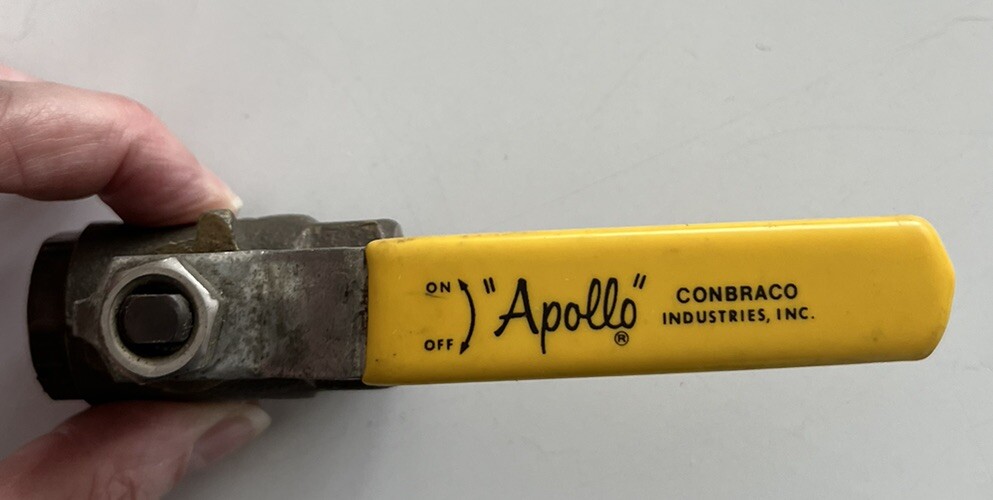 ON
OFF
"Apollo"®
CONBRACO
INDUSTRIES, INC.